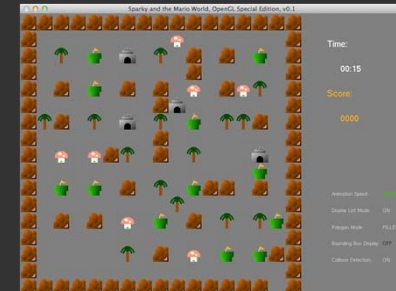 Sparky and the Mario World, OpenGL Special Edition, v0.1
Time:
00:15
Score:
0000
Animation Speed
Display List Mode ON
Polygon Mode FILLED
Bounding Box Display OFF
Collision Detection ON